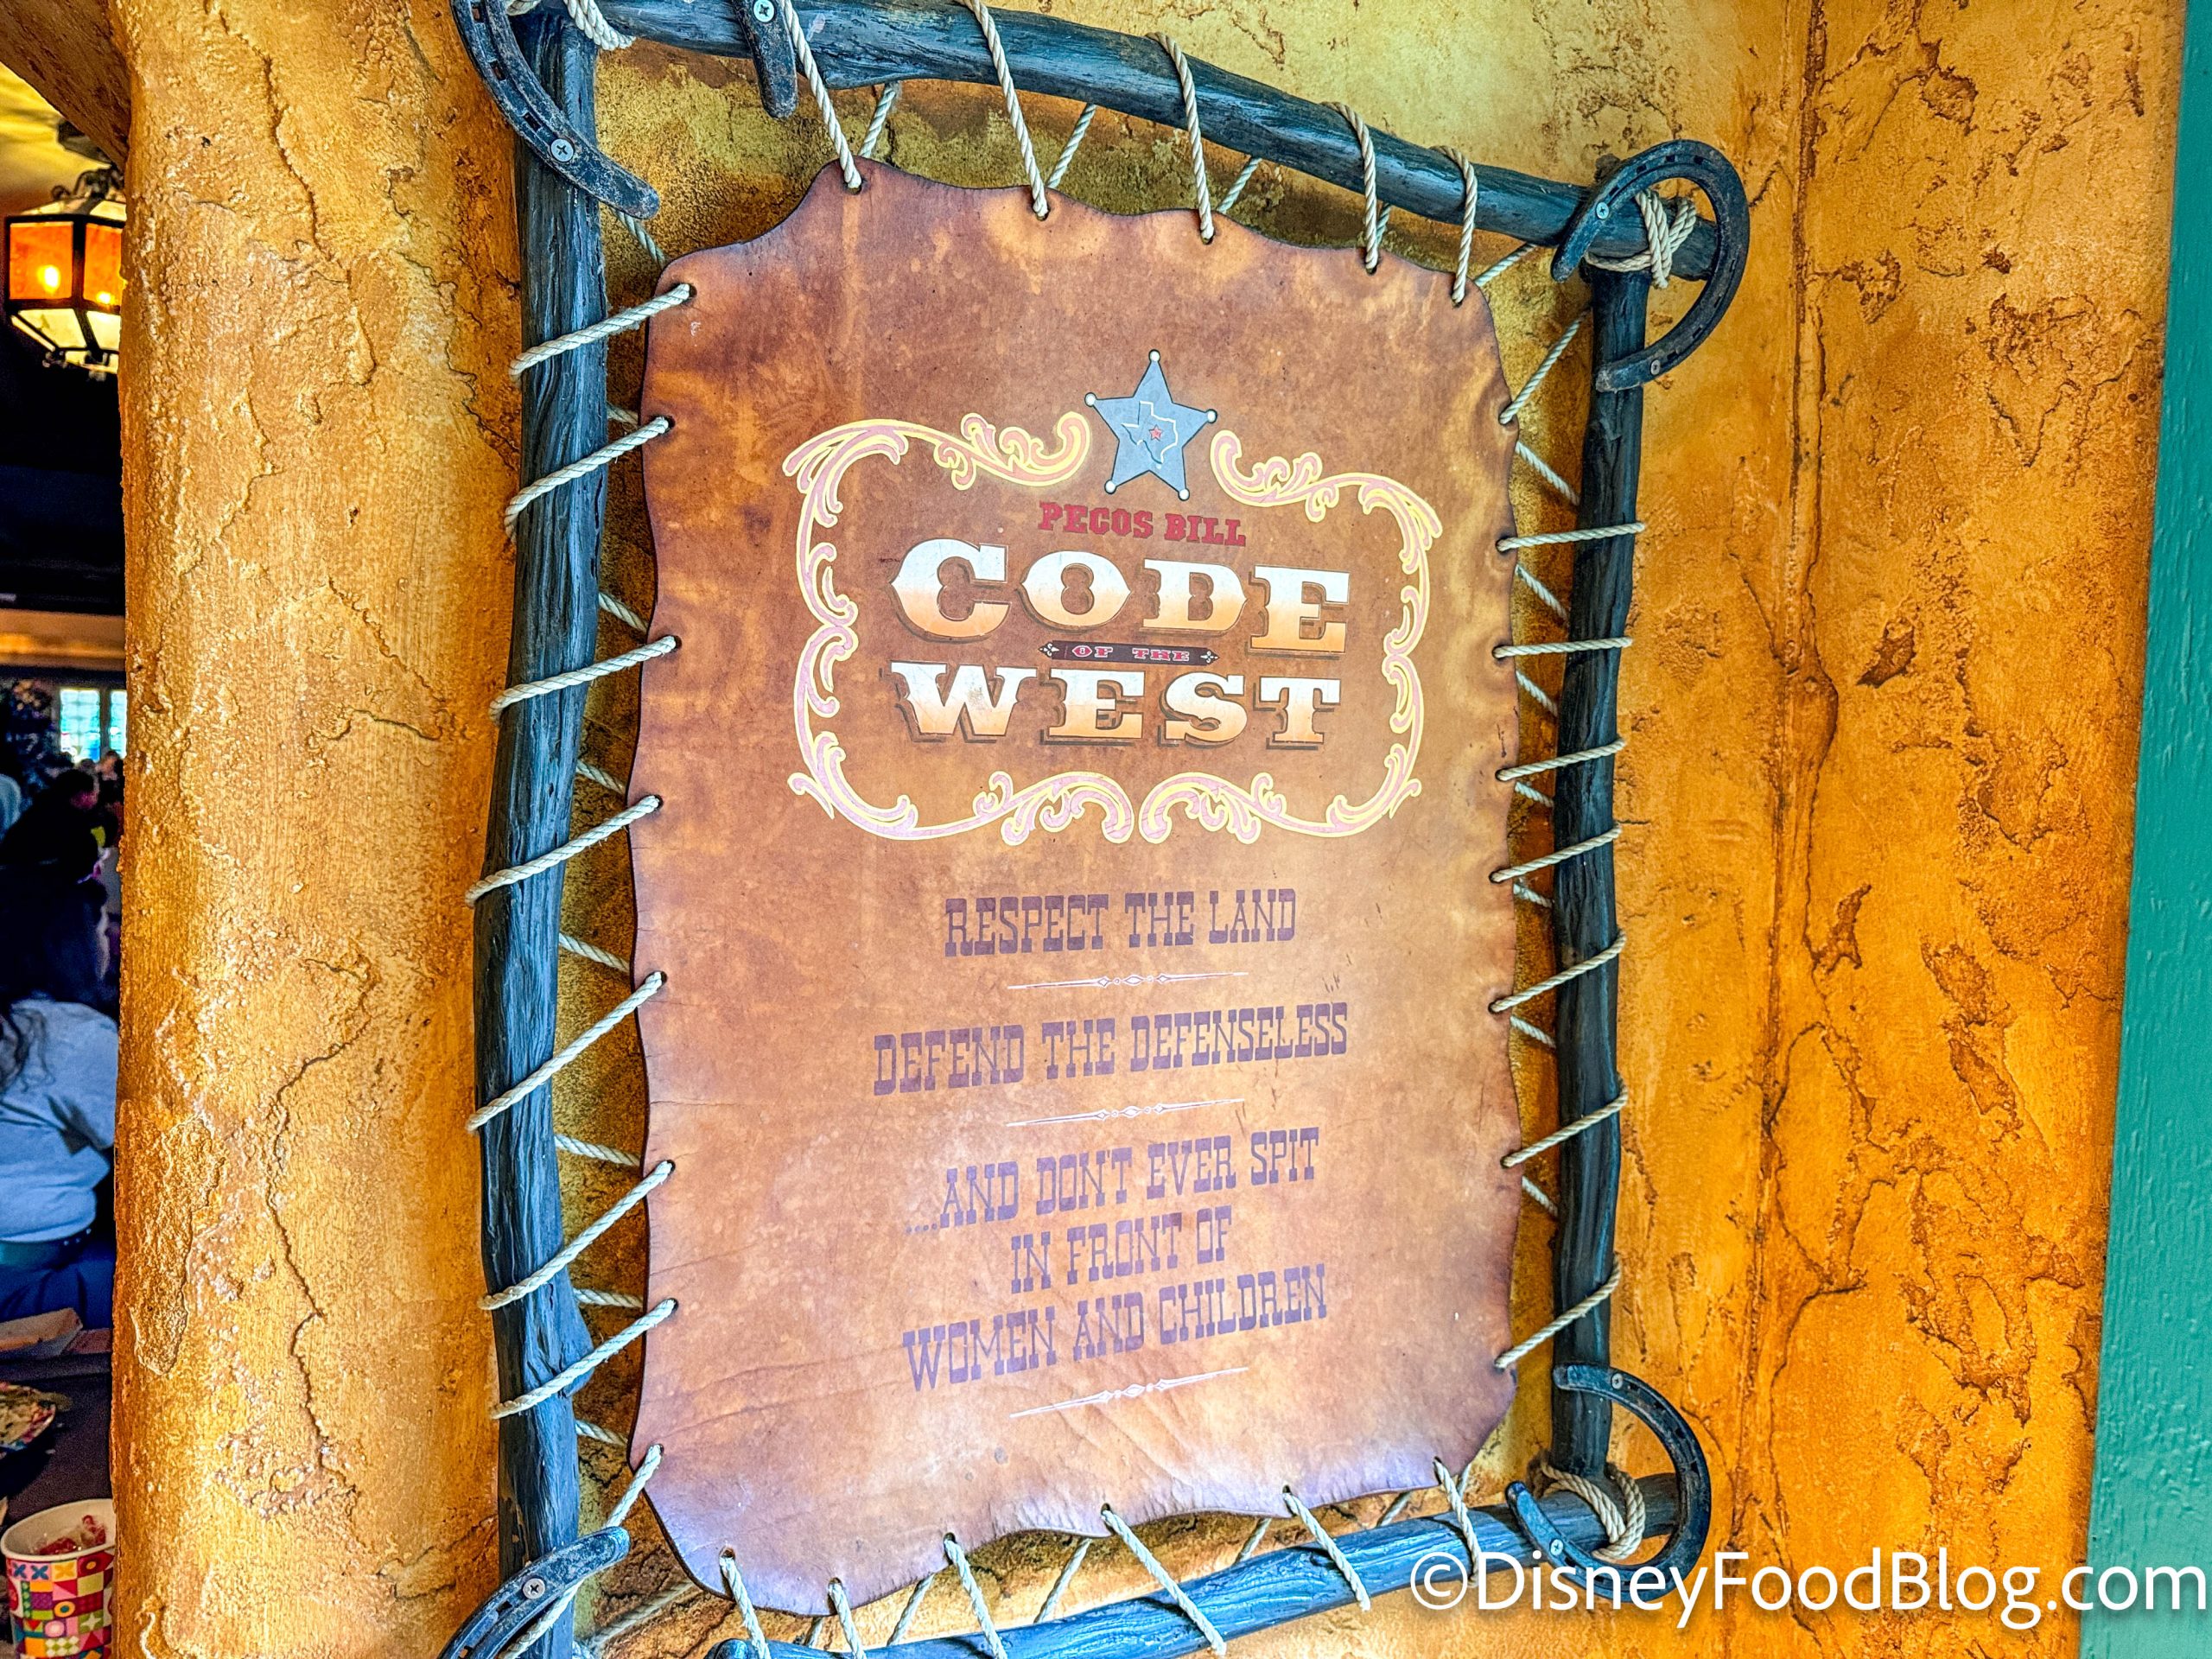 PECOS BILL
CODE
OF THE
WEST
RESPECT THE LAND
DEFEND THE DEFENSELESS
....AND DON'T EVER SPIT
IN FRONT OF
WOMEN AND CHILDREN
©DisneyFoodBlog.com